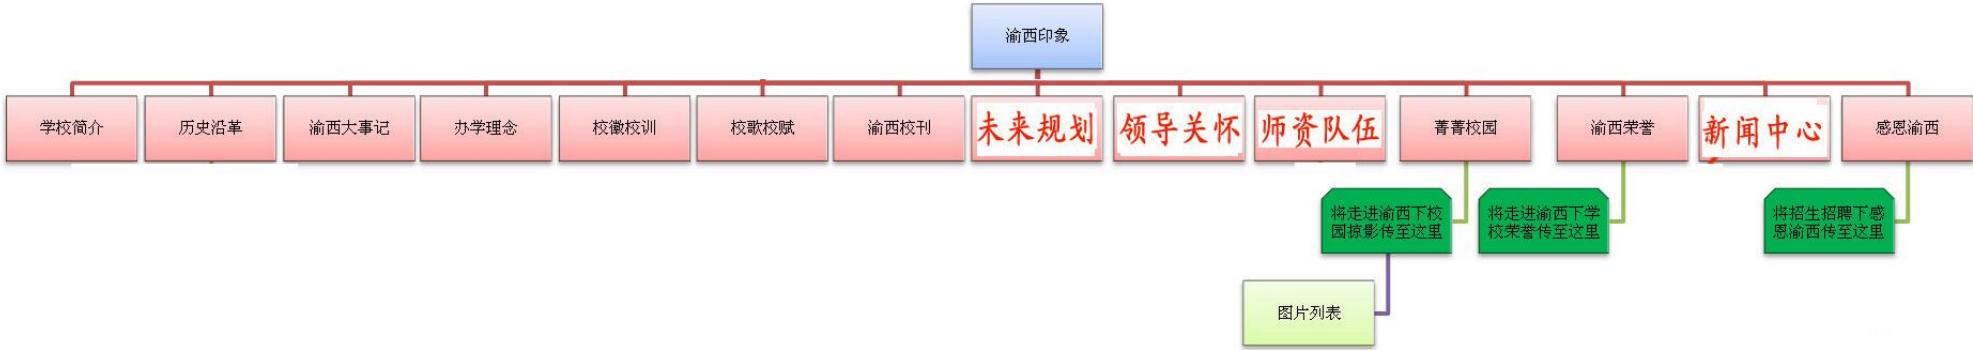 渝西印象
学校简介
历史沿革
渝西大事记
办学理念
校徽校训
校歌校赋
渝西校刊
未来规划
领导关怀
师资队伍
菁菁校园
渝西荣誉
新闻中心
感恩渝西
将走进渝西下校
园掠影传至这里
将走进渝西下学
校荣誉传至这里
将招生招聘下感
恩渝西传至这里
图片列表